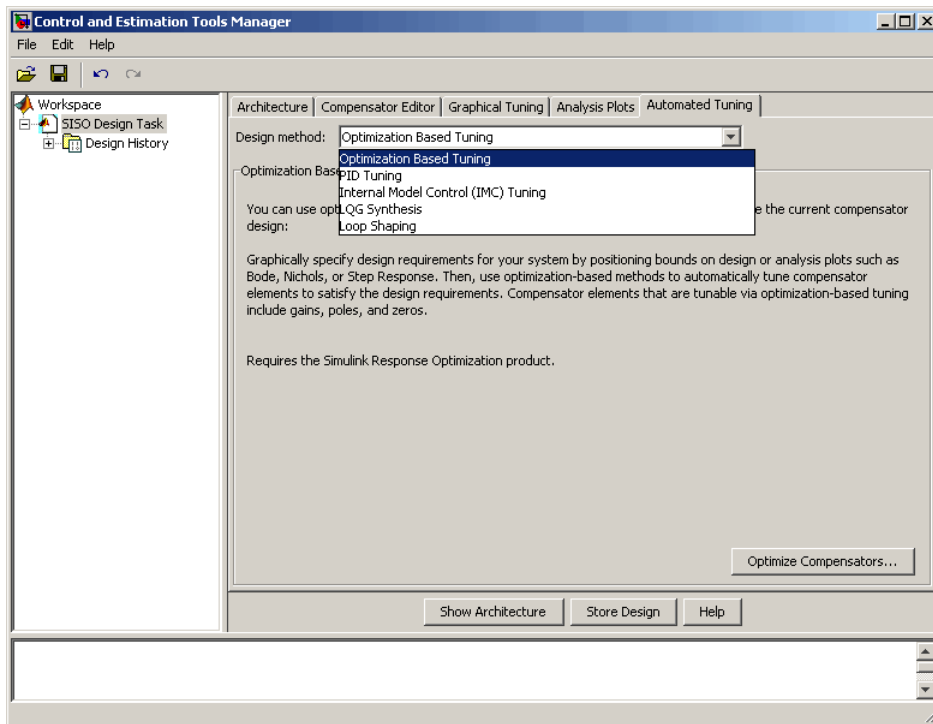 Control and Estimation Tools Manager
File Edit Help
Workspace
SISO Design Task
Design History
Architecture Compensator Editor Graphical Tuning Analysis Plots Automated Tuning
Design method: Optimization Based Tuning
Optimization Based Tuning
PID Tuning
Internal Model Control (IMC) Tuning
LQG Synthesis
Loop Shaping
Optimization Bas
You can use opt e the current compensator
design:
Graphically specify design requirements for your system by positioning bounds on design or analysis plots such as
Bode, Nichols, or Step Response. Then, use optimization-based methods to automatically tune compensator
elements to satisfy the design requirements. Compensator elements that are tunable via optimization-based tuning
include gains, poles, and zeros.
Requires the Simulink Response Optimization product.
Optimize Compensators...
Show Architecture Store Design Help